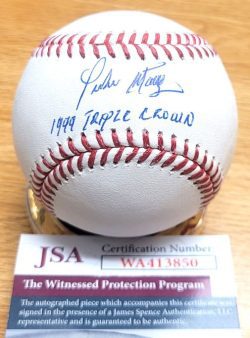 1999 TRIPLE CROWN
JSA
Certification Number
WA413850
The Witnessed Protection Program
The autographed piece which accompanies this certificate was
signed in the presence of a James Spence Authentication, LLC
representative and is guaranteed to be authentic.